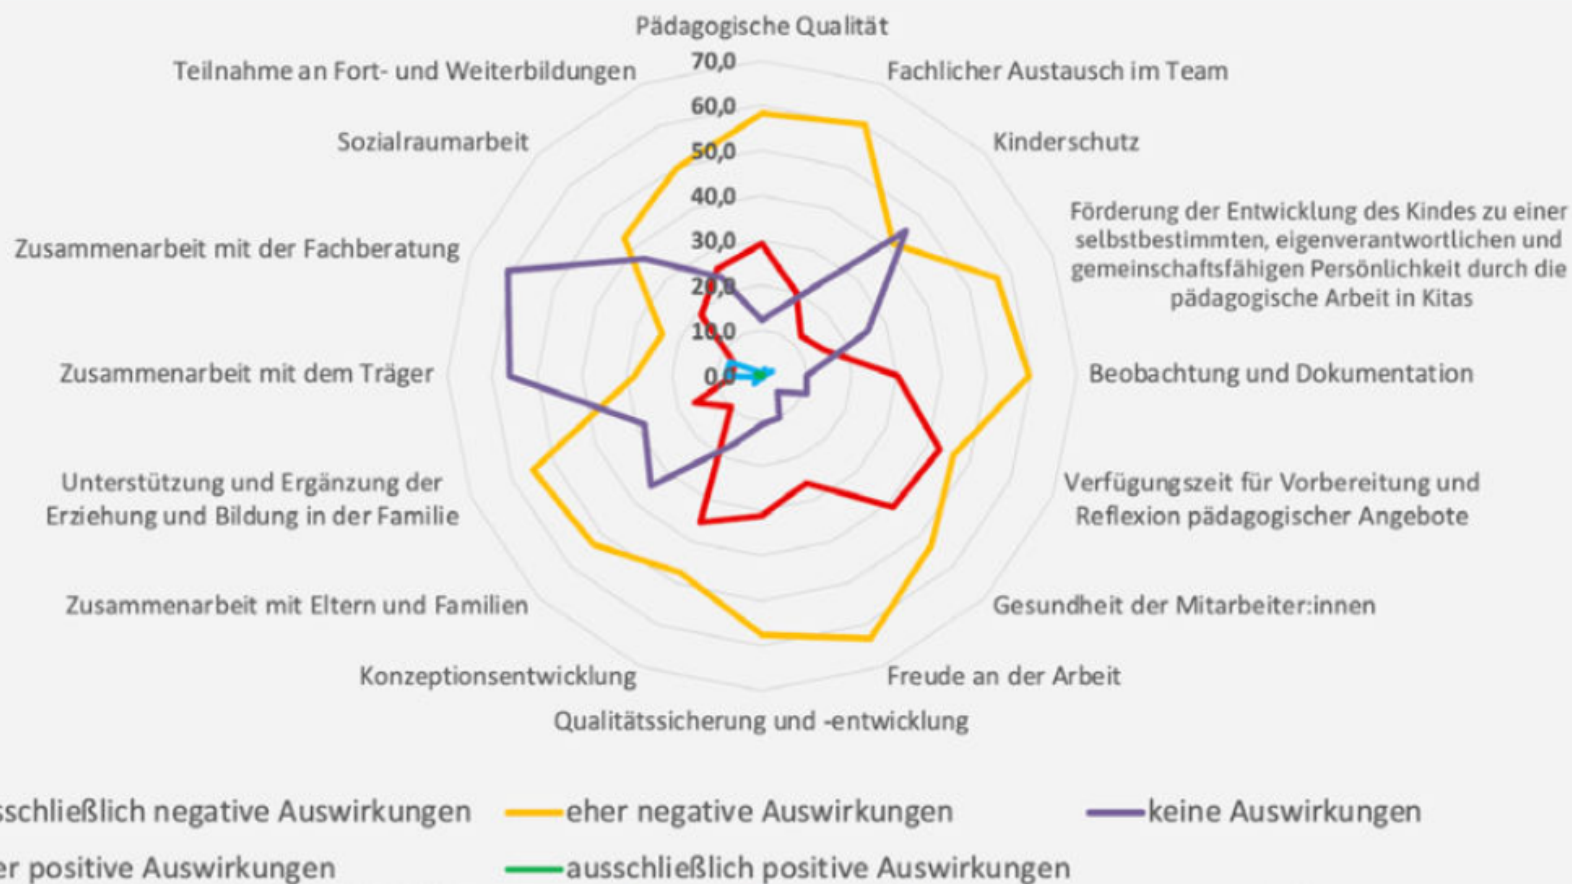 Pädagogische Qualität
Teilnahme an Fort- und Weiterbildungen
70,0
Fachlicher Austausch im Team
60,0
Sozialraumarbeit
50,0
Kinderschutz
40,0
Förderung der Entwicklung des Kindes zu einer
selbstbestimmten, eigenverantwortlichen und
gemeinschaftsfähigen Persönlichkeit durch die
pädagogische Arbeit in Kitas
Zusammenarbeit mit der Fachberatung
30,0
20,0
10,0
Zusammenarbeit mit dem Träger
0,0
Beobachtung und Dokumentation
Unterstützung und Ergänzung der
Erziehung und Bildung in der Familie
Verfügungszeit für Vorbereitung und
Reflexion pädagogischer Angebote
Zusammenarbeit mit Eltern und Familien
Gesundheit der Mitarbeiter:innen
Konzeptionsentwicklung
Freude an der Arbeit
Qualitätssicherung und -entwicklung
sschließlich negative Auswirkungen
eher negative Auswirkungen
keine Auswirkungen
er positive Auswirkungen
ausschließlich positive Auswirkungen